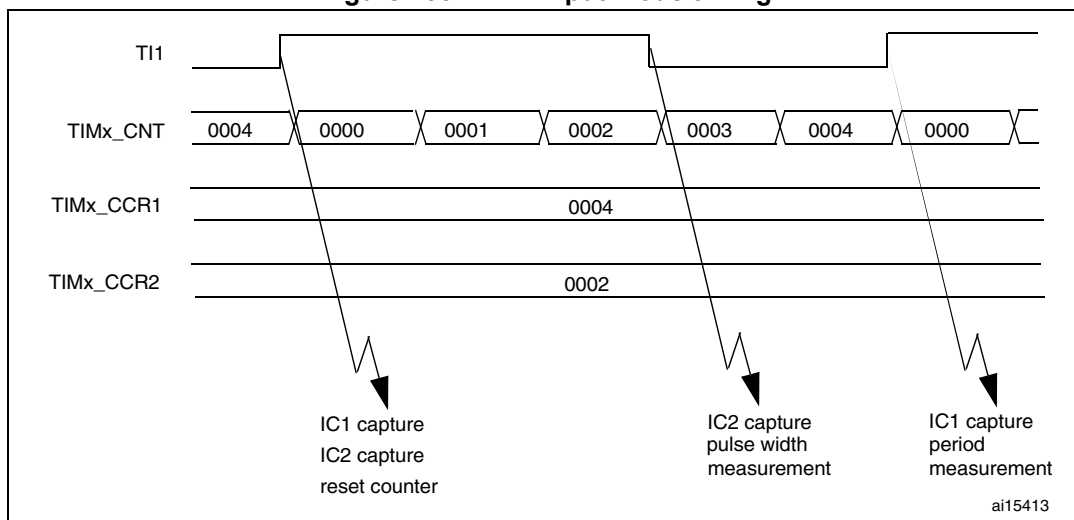 TI1
TIMx_CNT 0004 0000 0001 0002 0003 0004 0000
TIMx_CCR1 0004
TIMx_CCR2 0002
IC1 capture
IC2 capture
reset counter
IC2 capture
pulse width
measurement
IC1 capture
period
measurement
ai15413